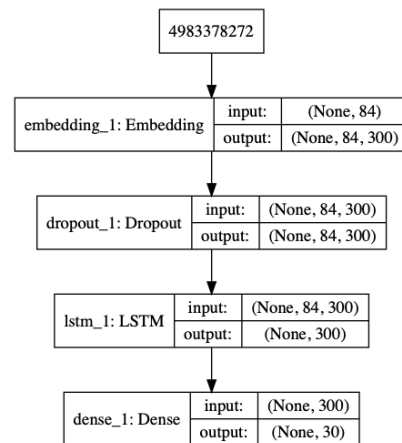 4983378272
embedding_1: Embedding
input: (None, 84)
output: (None, 84, 300)
dropout_1: Dropout
input: (None, 84, 300)
output: (None, 84, 300)
lstm_1: LSTM
input: (None, 84, 300)
output: (None, 300)
dense_1: Dense
input: (None, 300)
output: (None, 30)